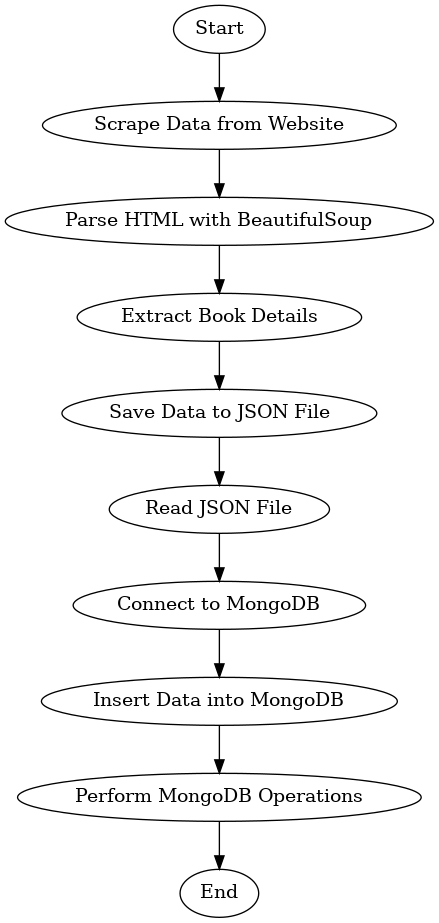 Start
Scrape Data from Website
Parse HTML with BeautifulSoup
Extract Book Details
Save Data to JSON File
Read JSON File
Connect to MongoDB
Insert Data into MongoDB
Perform MongoDB Operations
End